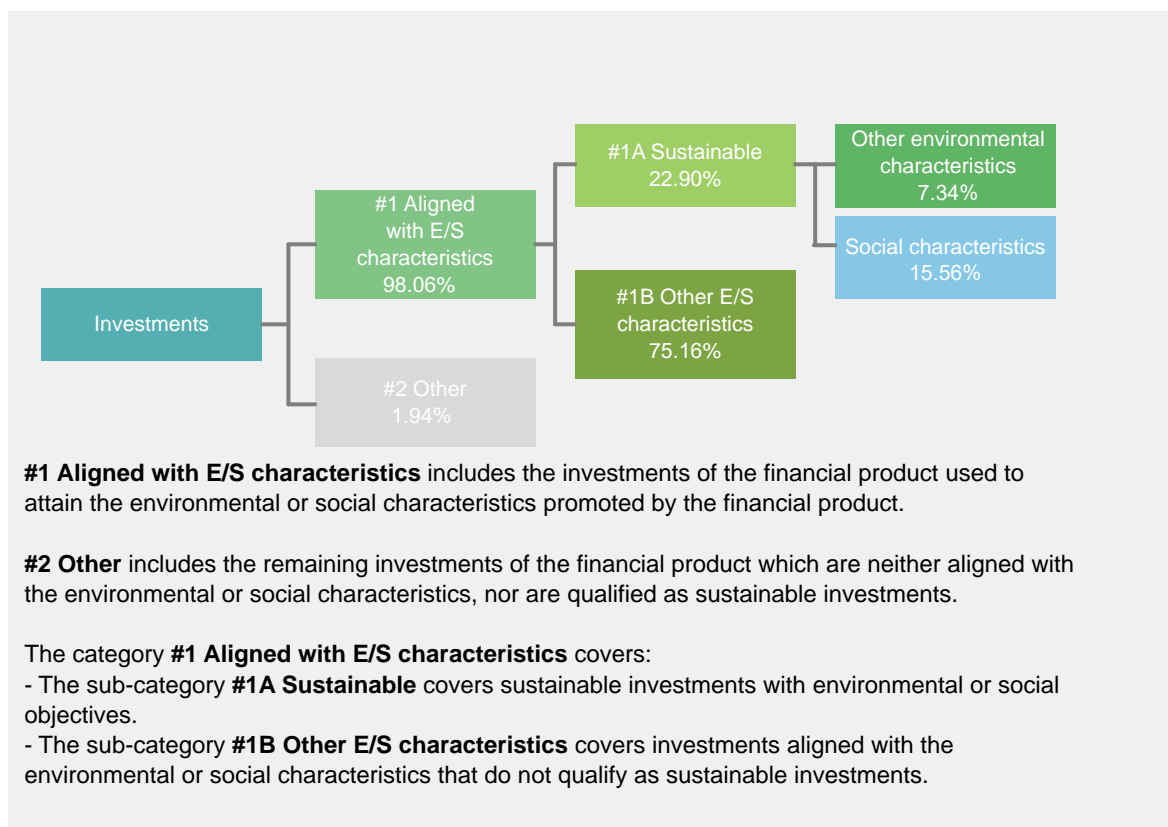 Investments
#1 Aligned
with E/S
characteristics
98.06%
#2 Other
1.94%
#1A Sustainable
22.90%
#1B Other E/S
characteristics
75.16%
Other environmental
characteristics
7.34%
Social characteristics
15.56%
#1 Aligned with E/S characteristics includes the investments of the financial product used to
attain the environmental or social characteristics promoted by the financial product.
#2 Other includes the remaining investments of the financial product which are neither aligned with
the environmental or social characteristics, nor are qualified as sustainable investments.
The category #1 Aligned with E/S characteristics covers:
- The sub-category #1A Sustainable covers sustainable investments with environmental or social
objectives.
- The sub-category #1B Other E/S characteristics covers investments aligned with the
environmental or social characteristics that do not qualify as sustainable investments.